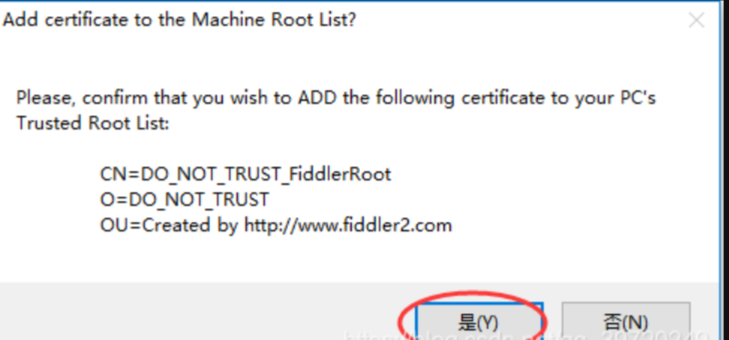 Add certificate to the Machine Root List?
Please, confirm that you wish to ADD the following certificate to your PC's
Trusted Root List:
CN=DO_NOT_TRUST_FiddlerRoot
O=DO_NOT_TRUST
OU=Created by http://www.fiddler2.com
是(Y)
否(N)